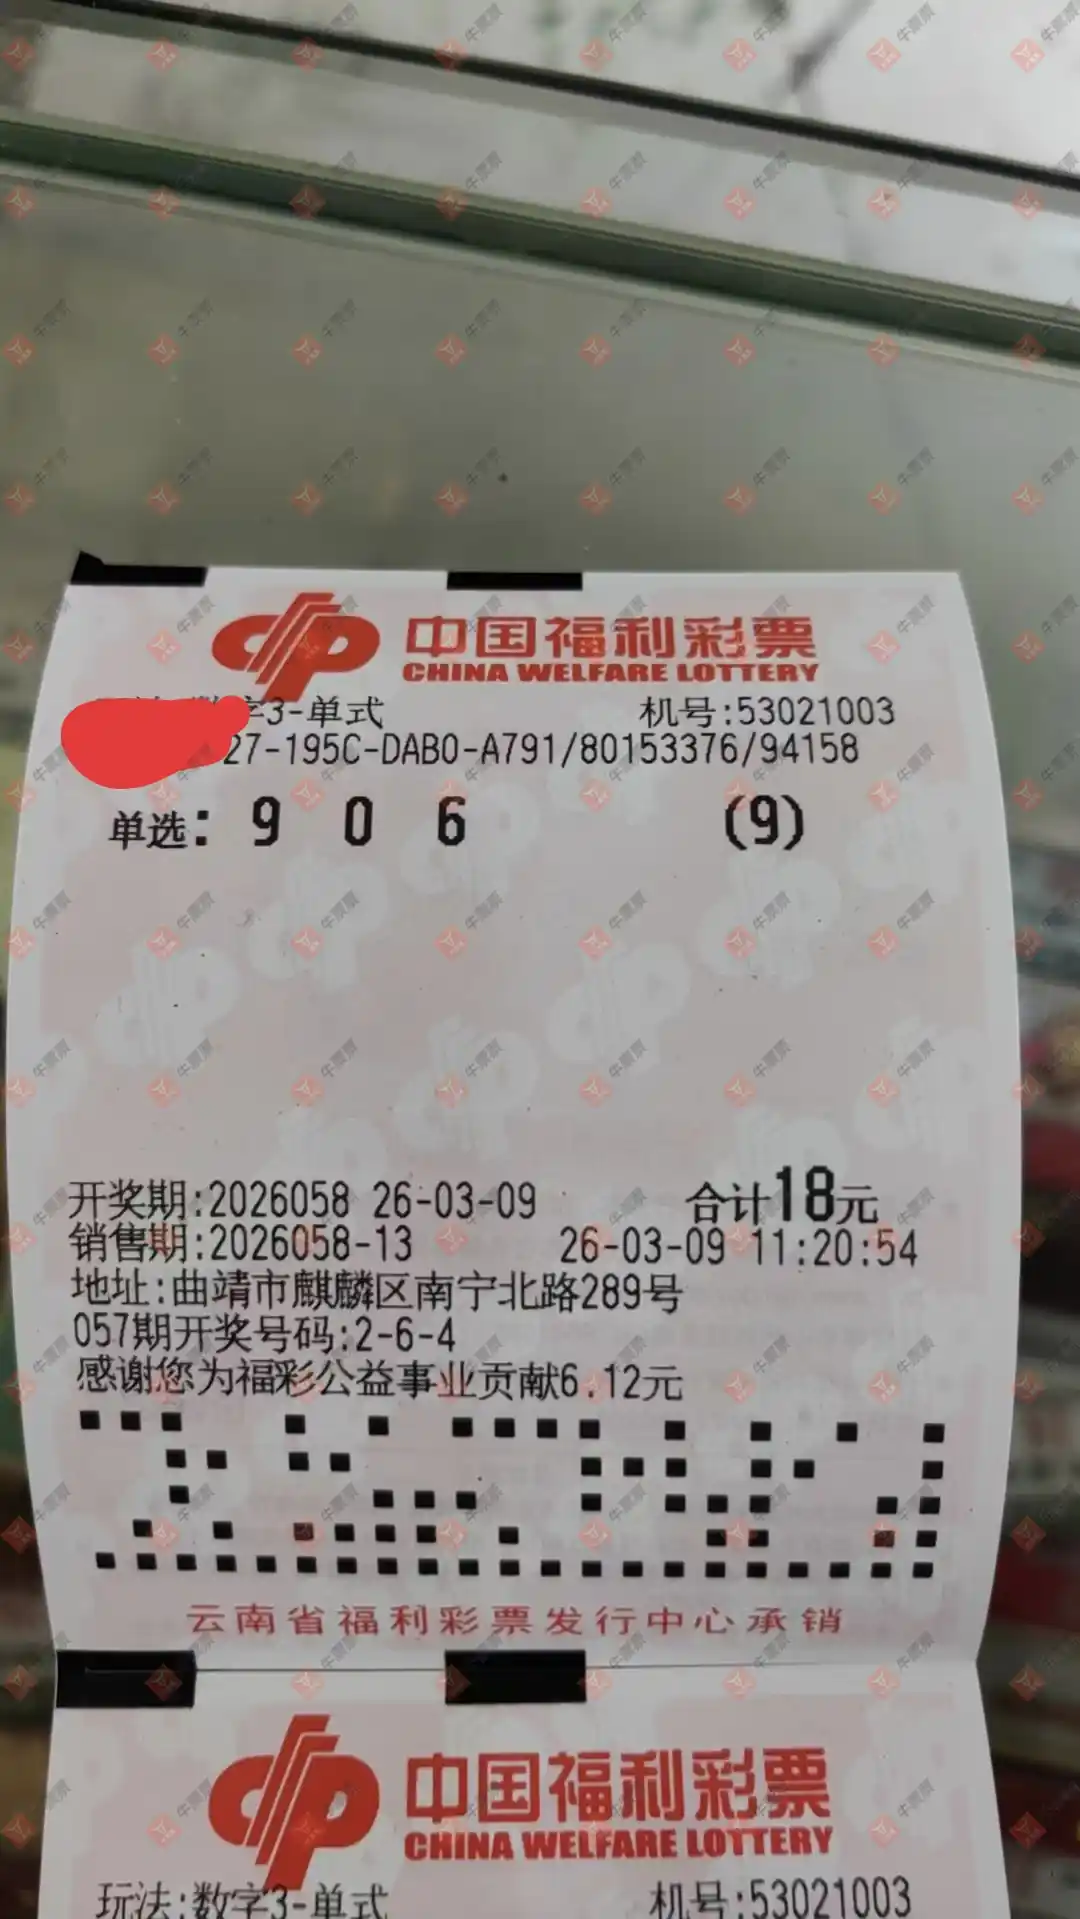 中国福利彩票
CHINA WELFARE LOTTERY
字3-单式 机号:53021003
27-195C-DAB0-A791/80153376/94158
单选: 9 0 6 (9)
开奖期:2026058 26-03-09 合计18元
销售期:2026058-13 26-03-09 11:20:54
地址:曲靖市麒麟区南宁北路289号
057期开奖号码:2-6-4
感谢您为福彩公益事业贡献6.12元
云南省福利彩票发行中心承销
中国福利彩票
CHINA WELFARE LOTTERY
玩法:数字3-单式 机号:53021003
牛票票